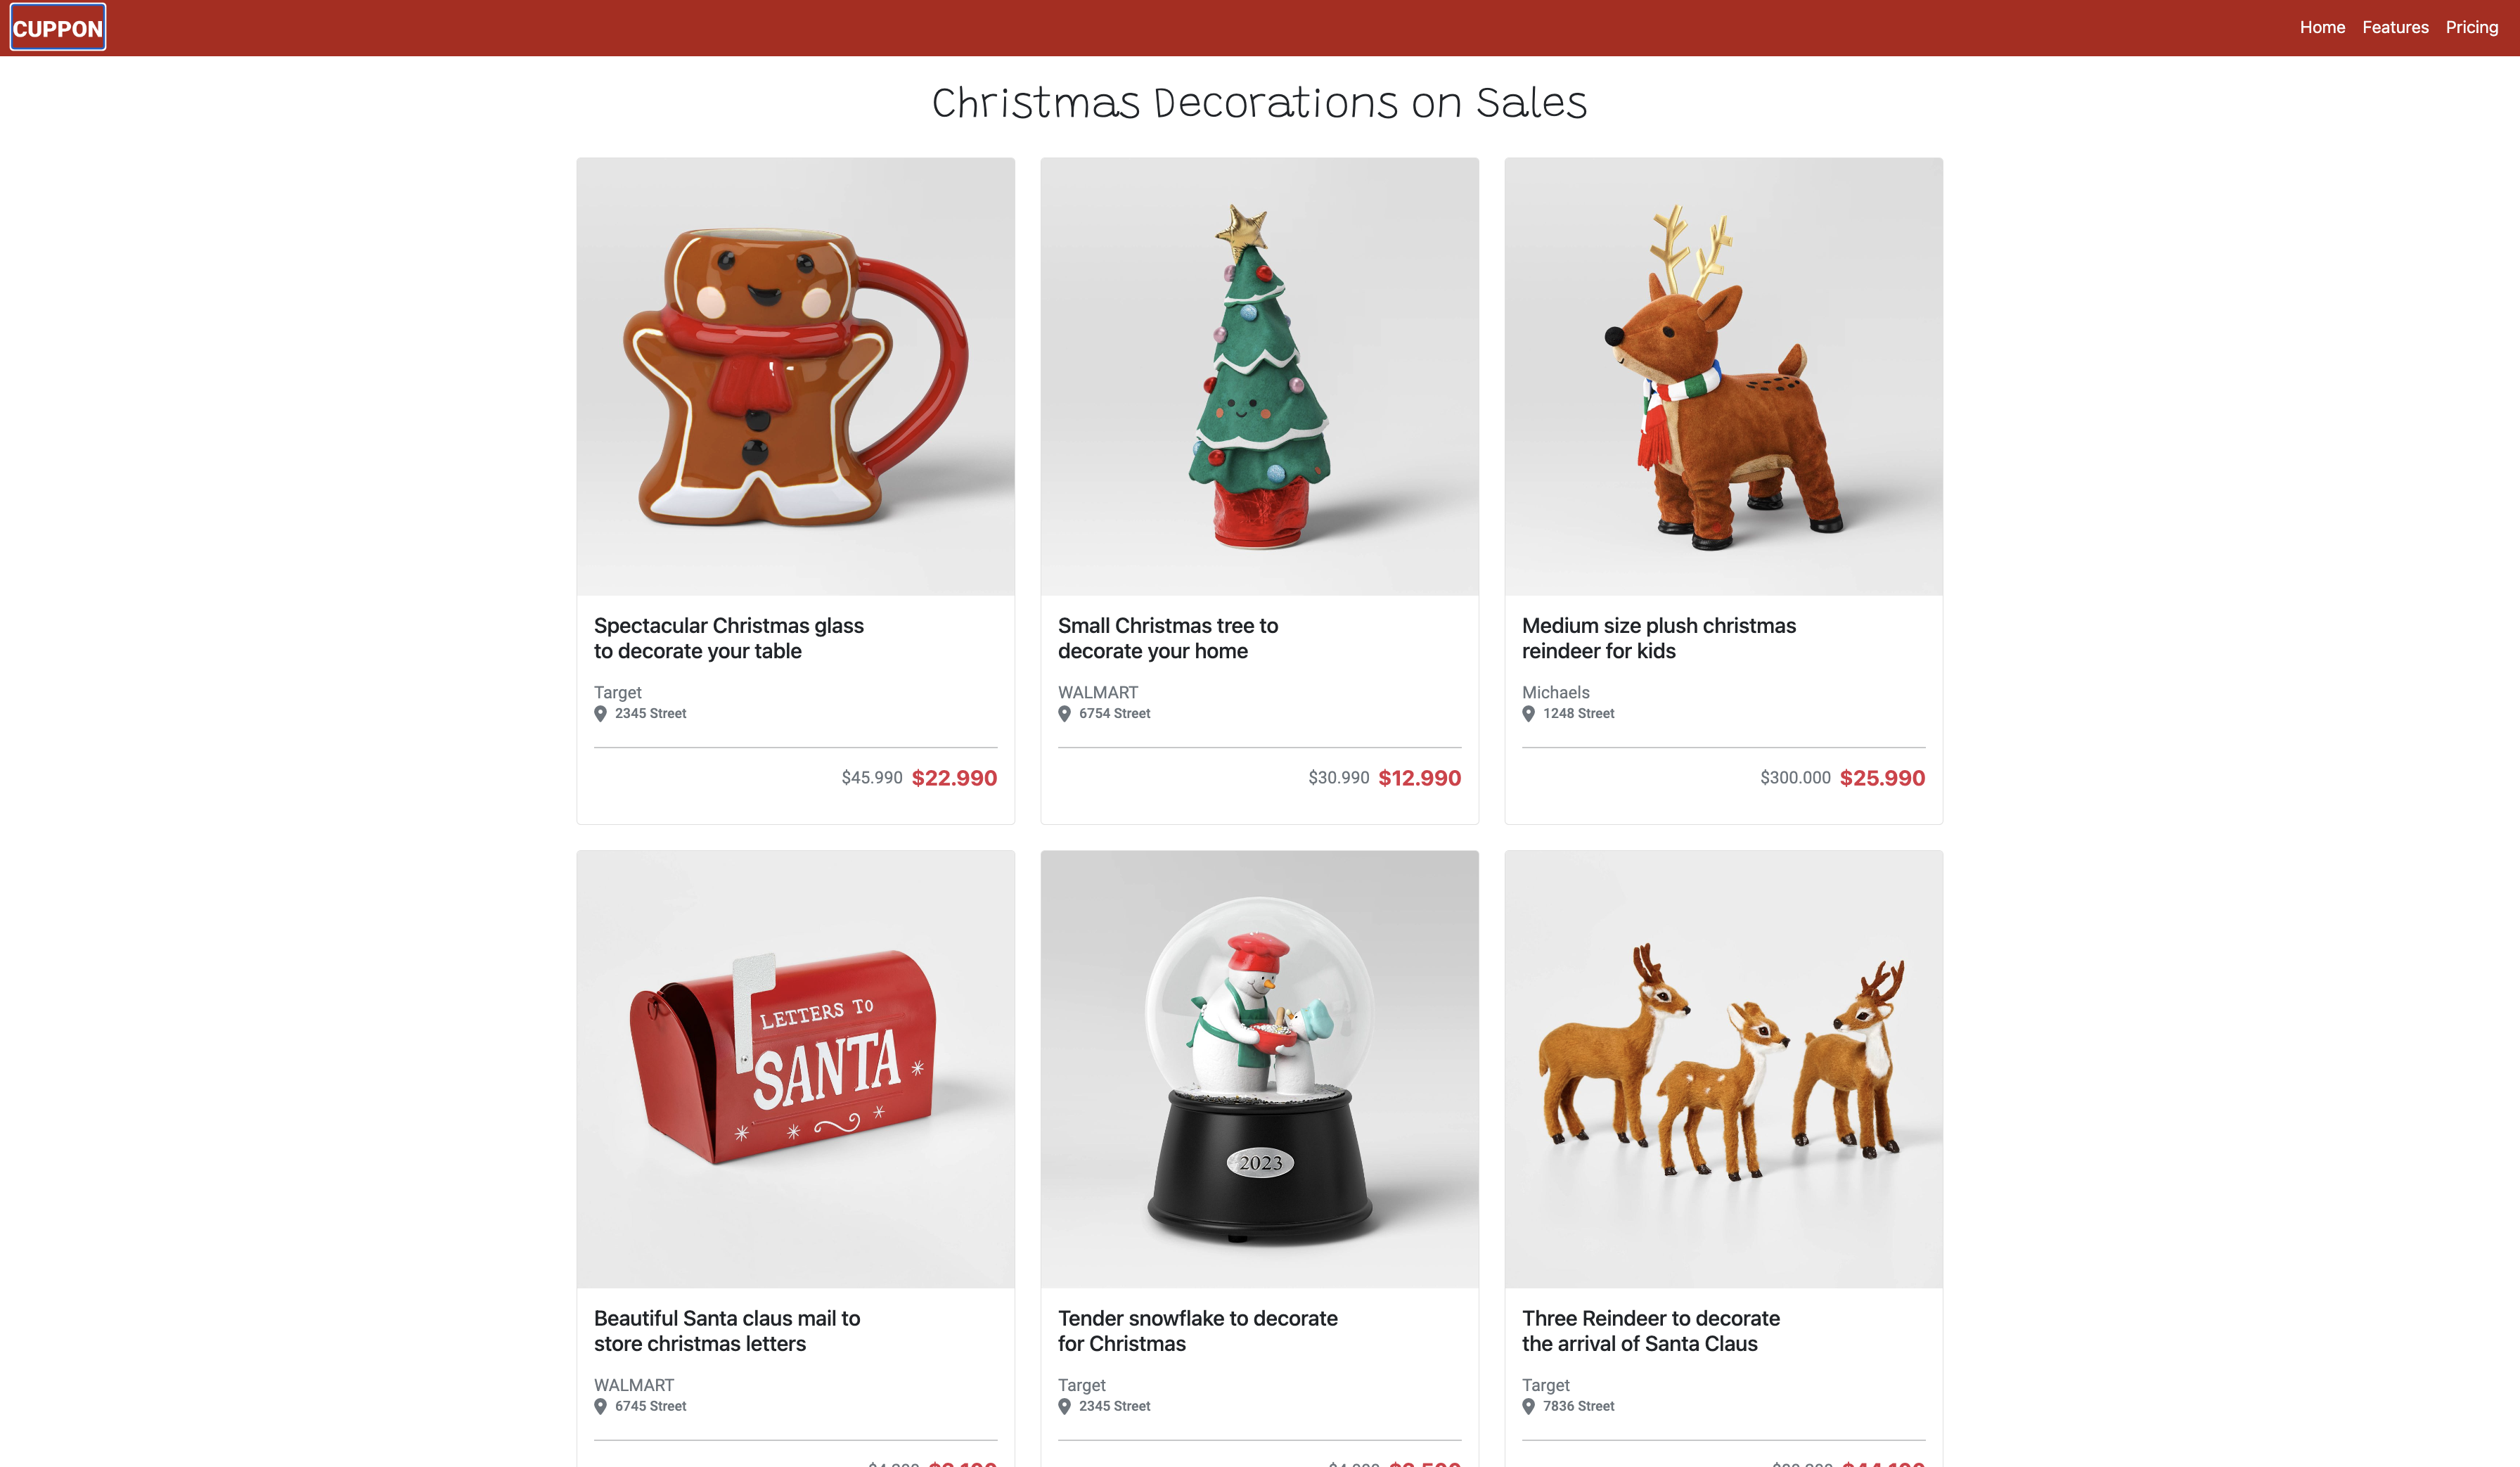 CUPPON
Home Features Pricing
Christmas Decorations on Sales
Spectacular Christmas glass
to decorate your table
Target
2345 Street
$45.990 $22.990
Small Christmas tree to
decorate your home
WALMART
6754 Street
$30.990 $12.990
Medium size plush christmas
reindeer for kids
Michaels
1248 Street
$300.000 $25.990
LETTERS TO
SANTA
Beautiful Santa claus mail to
store christmas letters
WALMART
6745 Street
2023
Tender snowflake to decorate
for Christmas
Target
2345 Street
Three Reindeer to decorate
the arrival of Santa Claus
Target
7836 Street